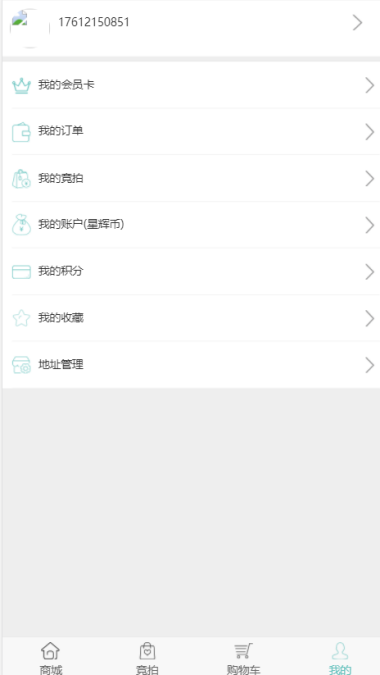 17612150851
我的会员卡
我的订单
我的竞拍
我的账户(星辉币)
我的积分
我的收藏
地址管理
商城
竞拍
购物车
我的